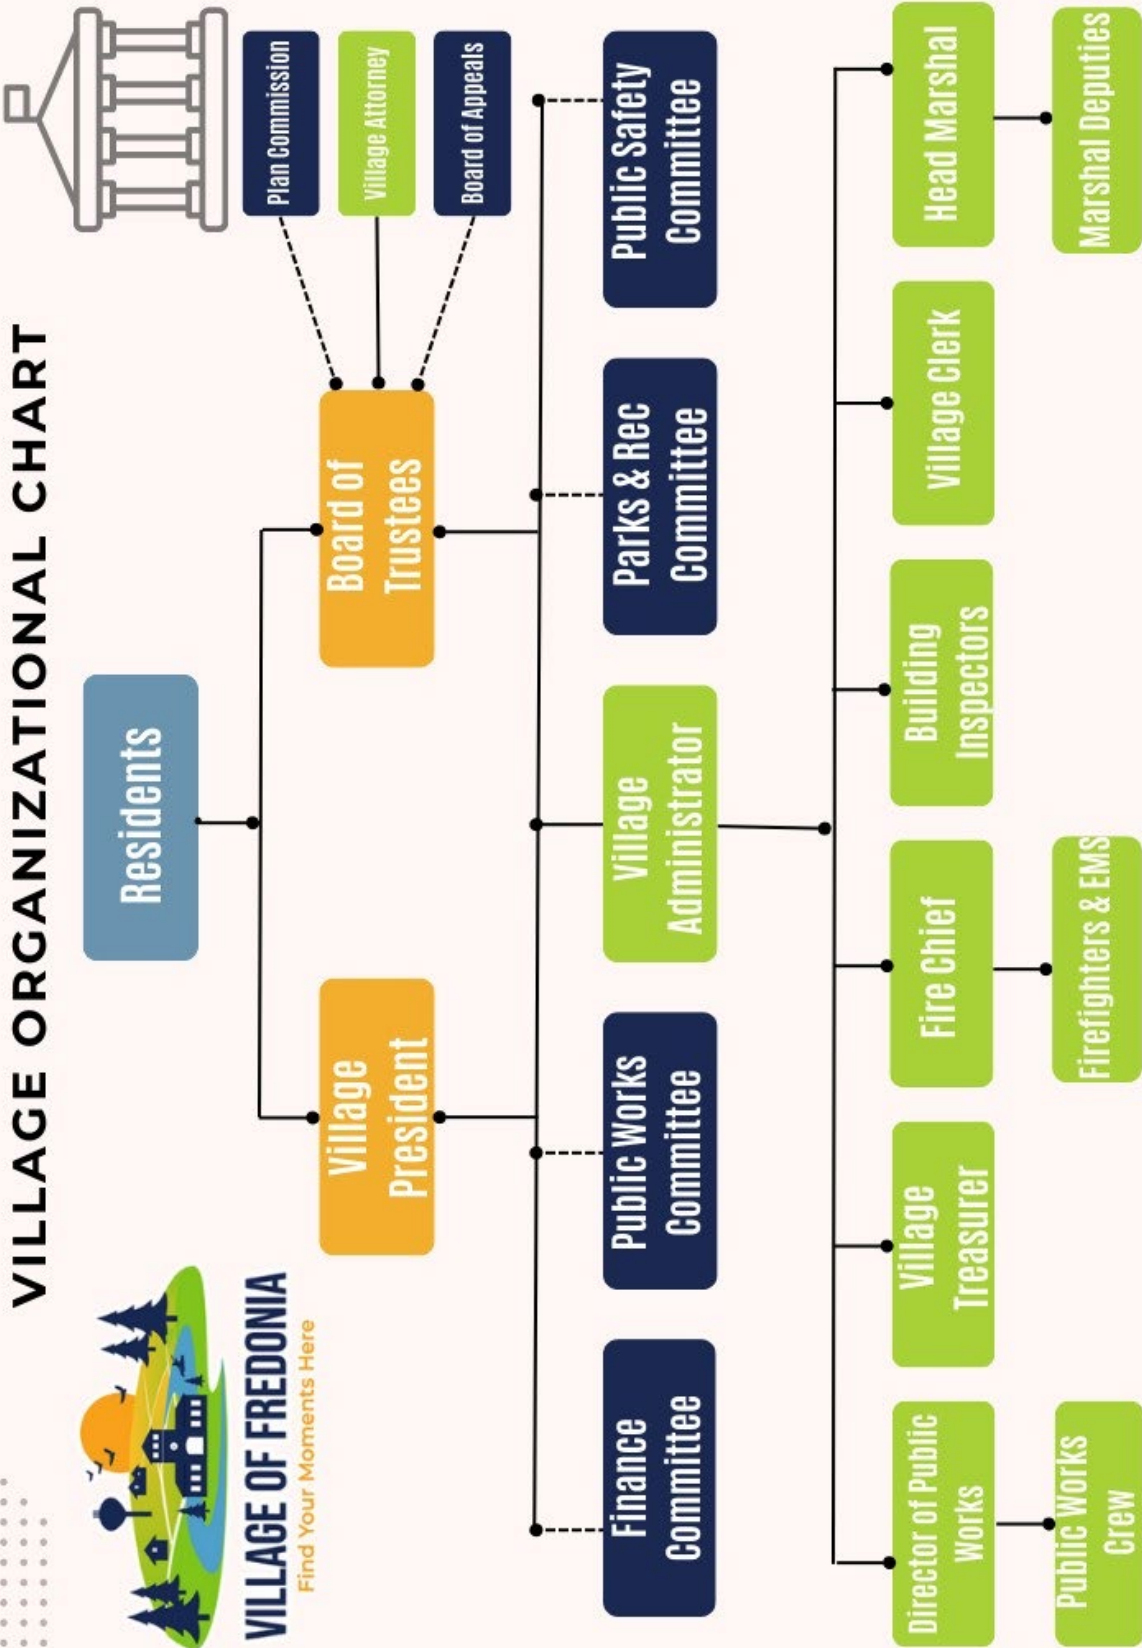 VILLAGE ORGANIZATIONAL CHART
VILLAGE OF FREDONIA
Find Your Moments Here
Residents
Plan Commission
Village Attorney
Board of Appeals
Village
President
Board of
Trustees
Finance
Committee
Public Works
Committee
Village
Administrator
Parks & Rec
Committee
Public Safety
Committee
Director of Public
Works
Village
Treasurer
Fire Chief
Building
Inspectors
Village Clerk
Head Marshal
Public Works
Crew
Firefighters & EMS
Marshal Deputies